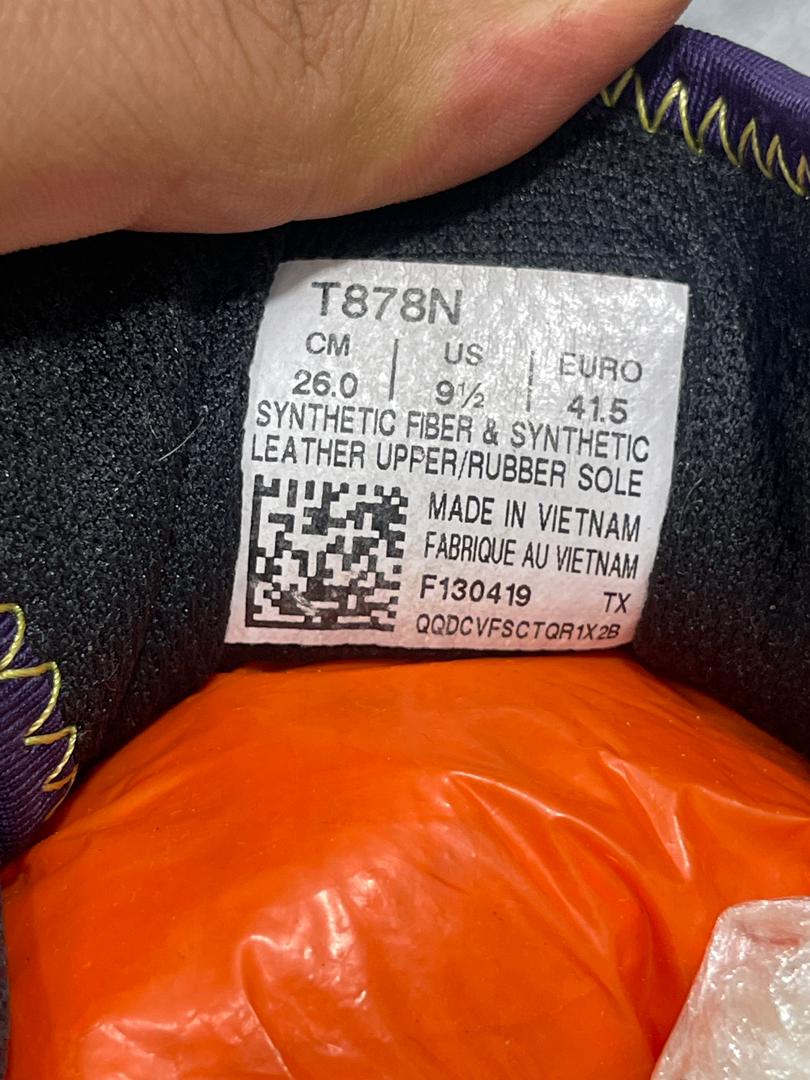 T878N
CM | US | EURO
26.0 | 9½ | 41.5
SYNTHETIC FIBER & SYNTHETIC
LEATHER UPPER/RUBBER SOLE
MADE IN VIETNAM
FABRIQUE AU VIETNAM
F130419 TX
QQDCVFSCTQR1X2B